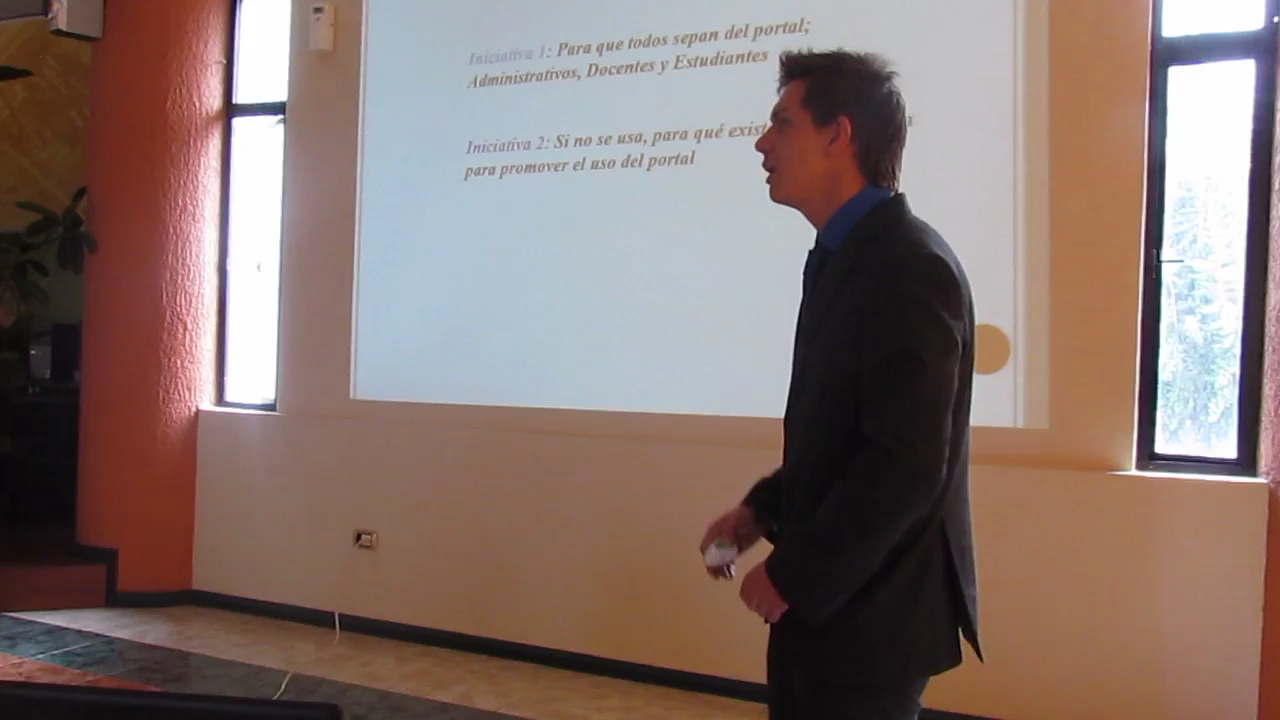 Iniciativa 1: Para que todos sepan del portal;
Administrativos, Docentes y Estudiantes
Iniciativa 2: Si no se usa, para qué
para promover el uso del portal